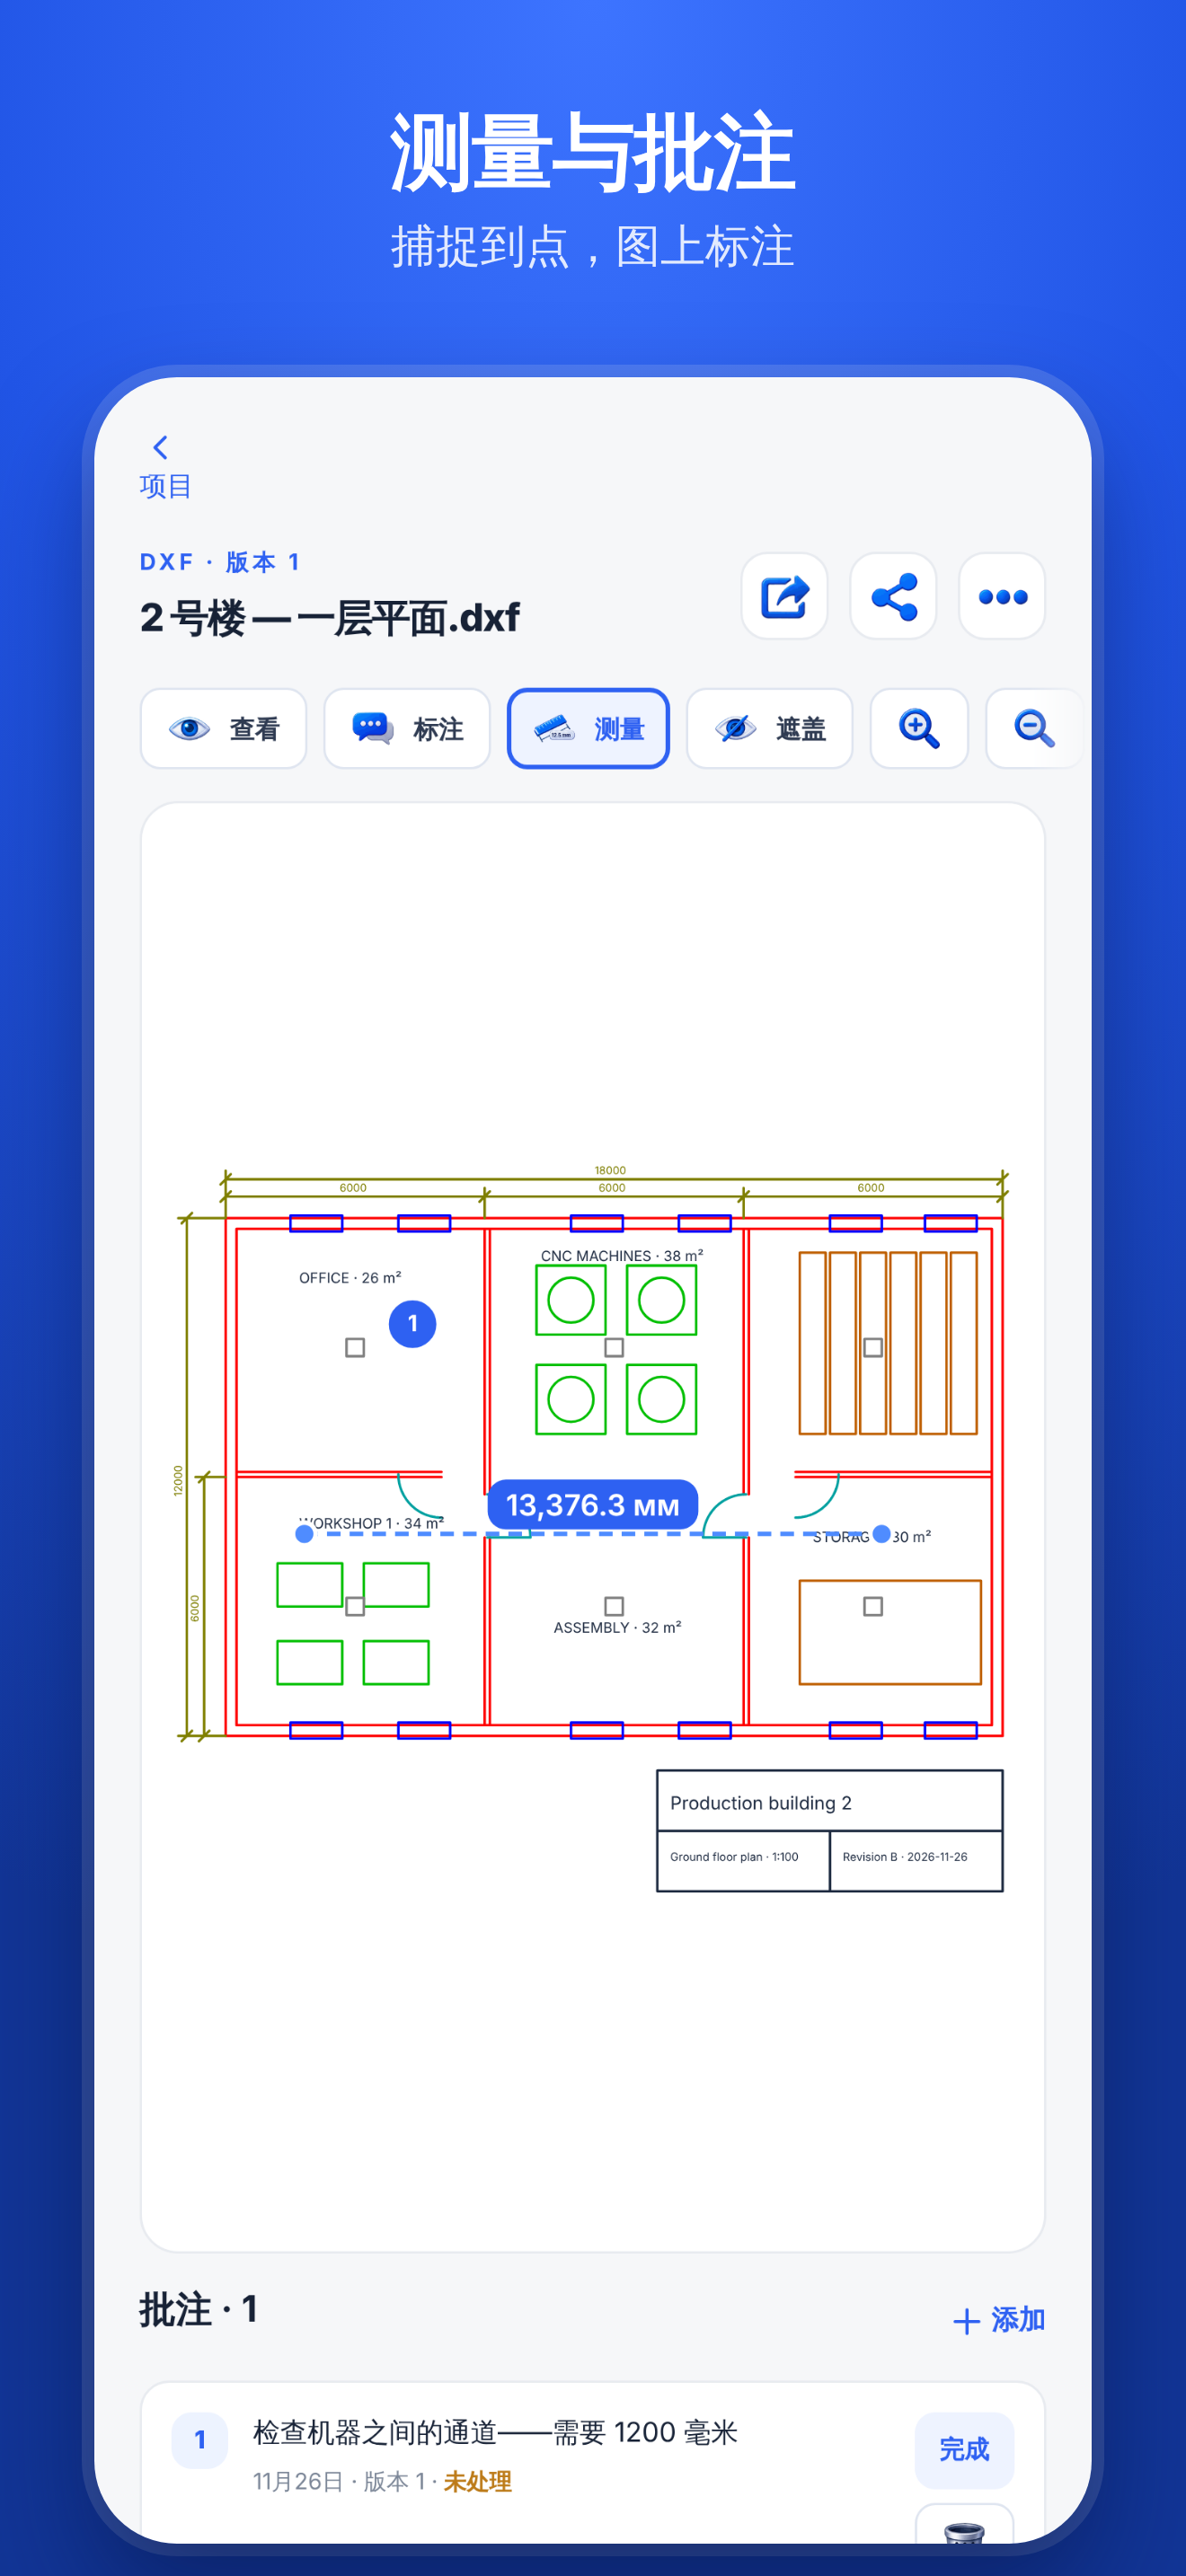 测量与批注
捕捉到点，图上标注
项目
DXF · 版本 1
2 号楼 — 一层平面.dxf
查看
标注
测量
遮盖
18000
6000
6000
6000
CNC MACHINES · 38 m²
OFFICE · 26 m²
1
12000
13,376.3 мм
WORKSHOP 1 · 34 m²
STORAG 30 m²
6000
ASSEMBLY · 32 m²
Production building 2
Ground floor plan · 1:100
Revision B · 2026-11-26
批注 · 1
添加
1
检查机器之间的通道——需要 1200 毫米
完成
11月26日 · 版本 1 · 未处理